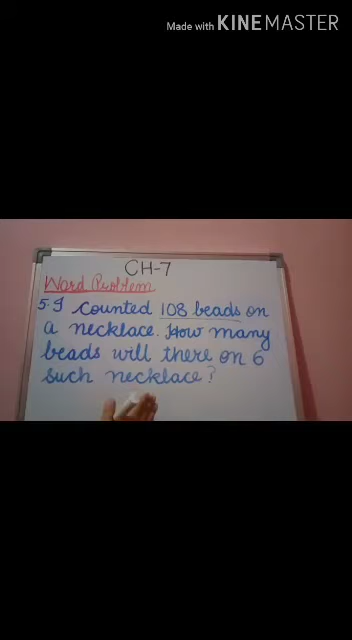 Made with KINEMASTER
CH-7
Word Problem
5. I counted 108 beads on
a necklace. How many
beads will there on 6
such necklace?